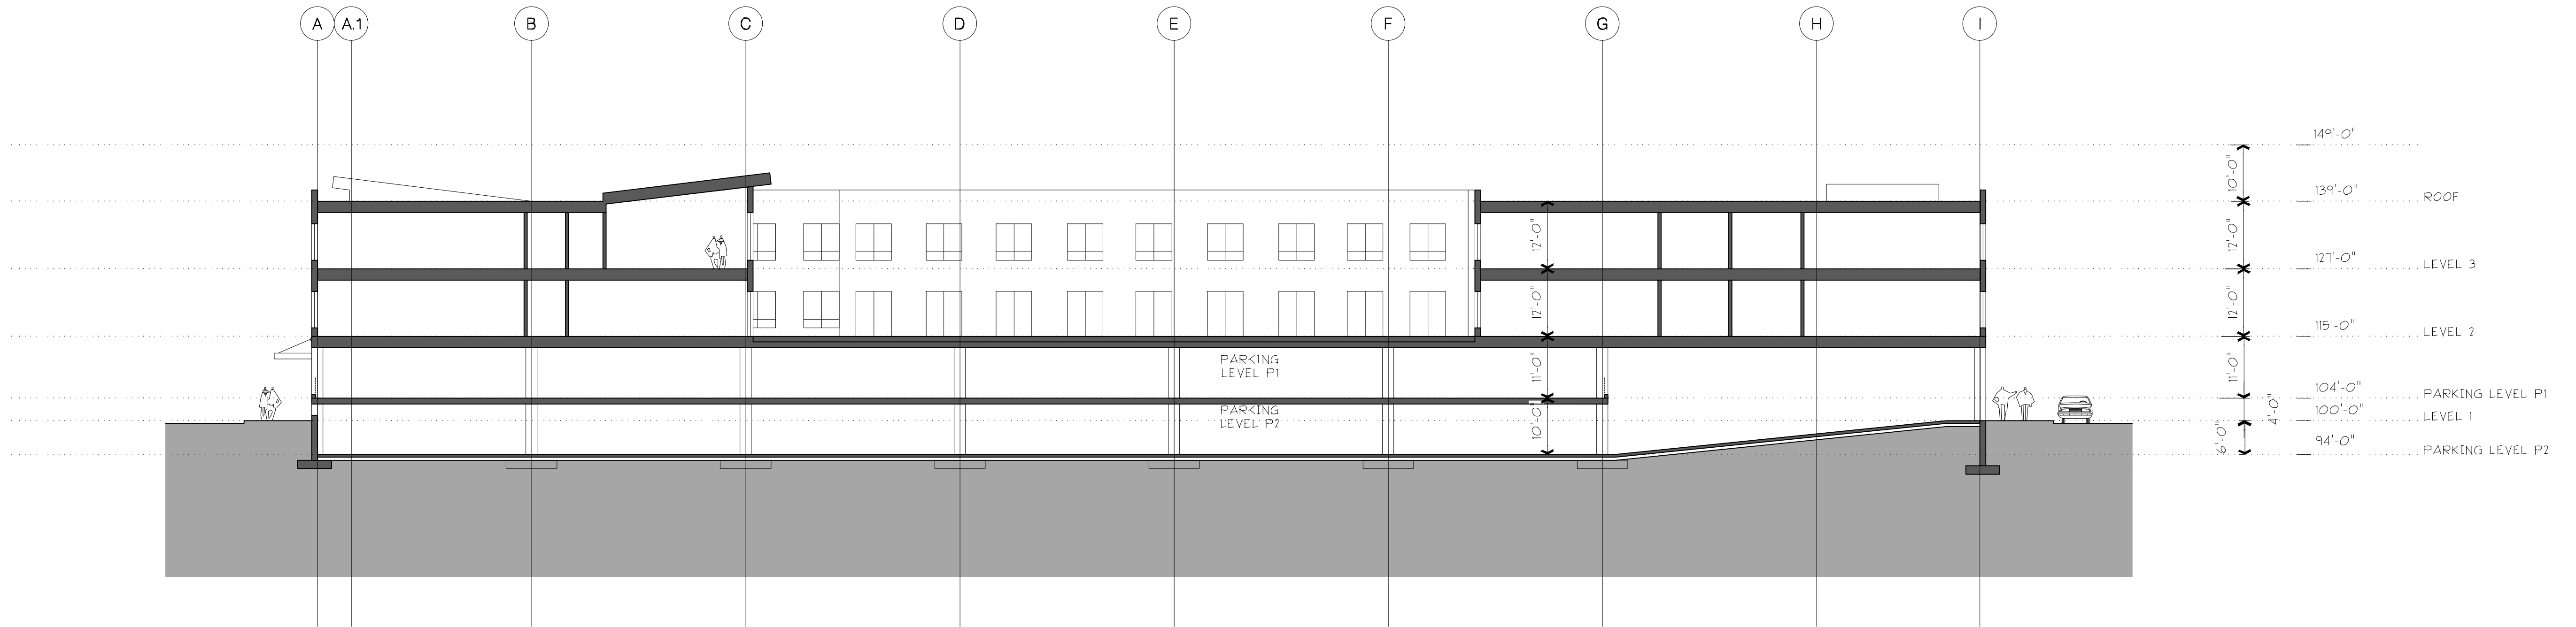 A A.1 B C D E F G H I
149'-0"
10'-0"
139'-0"
ROOF
12'-0" 12'-0"
127'-0"
LEVEL 3
12'-0" 12'-0"
115'-0"
LEVEL 2
PARKING
LEVEL P1
11'-0" 11'-0"
104'-0"
PARKING LEVEL P1
4'-0"
PARKING
LEVEL P2
10'-0"
100'-0"
LEVEL 1
6'-0"
94'-0"
PARKING LEVEL P2